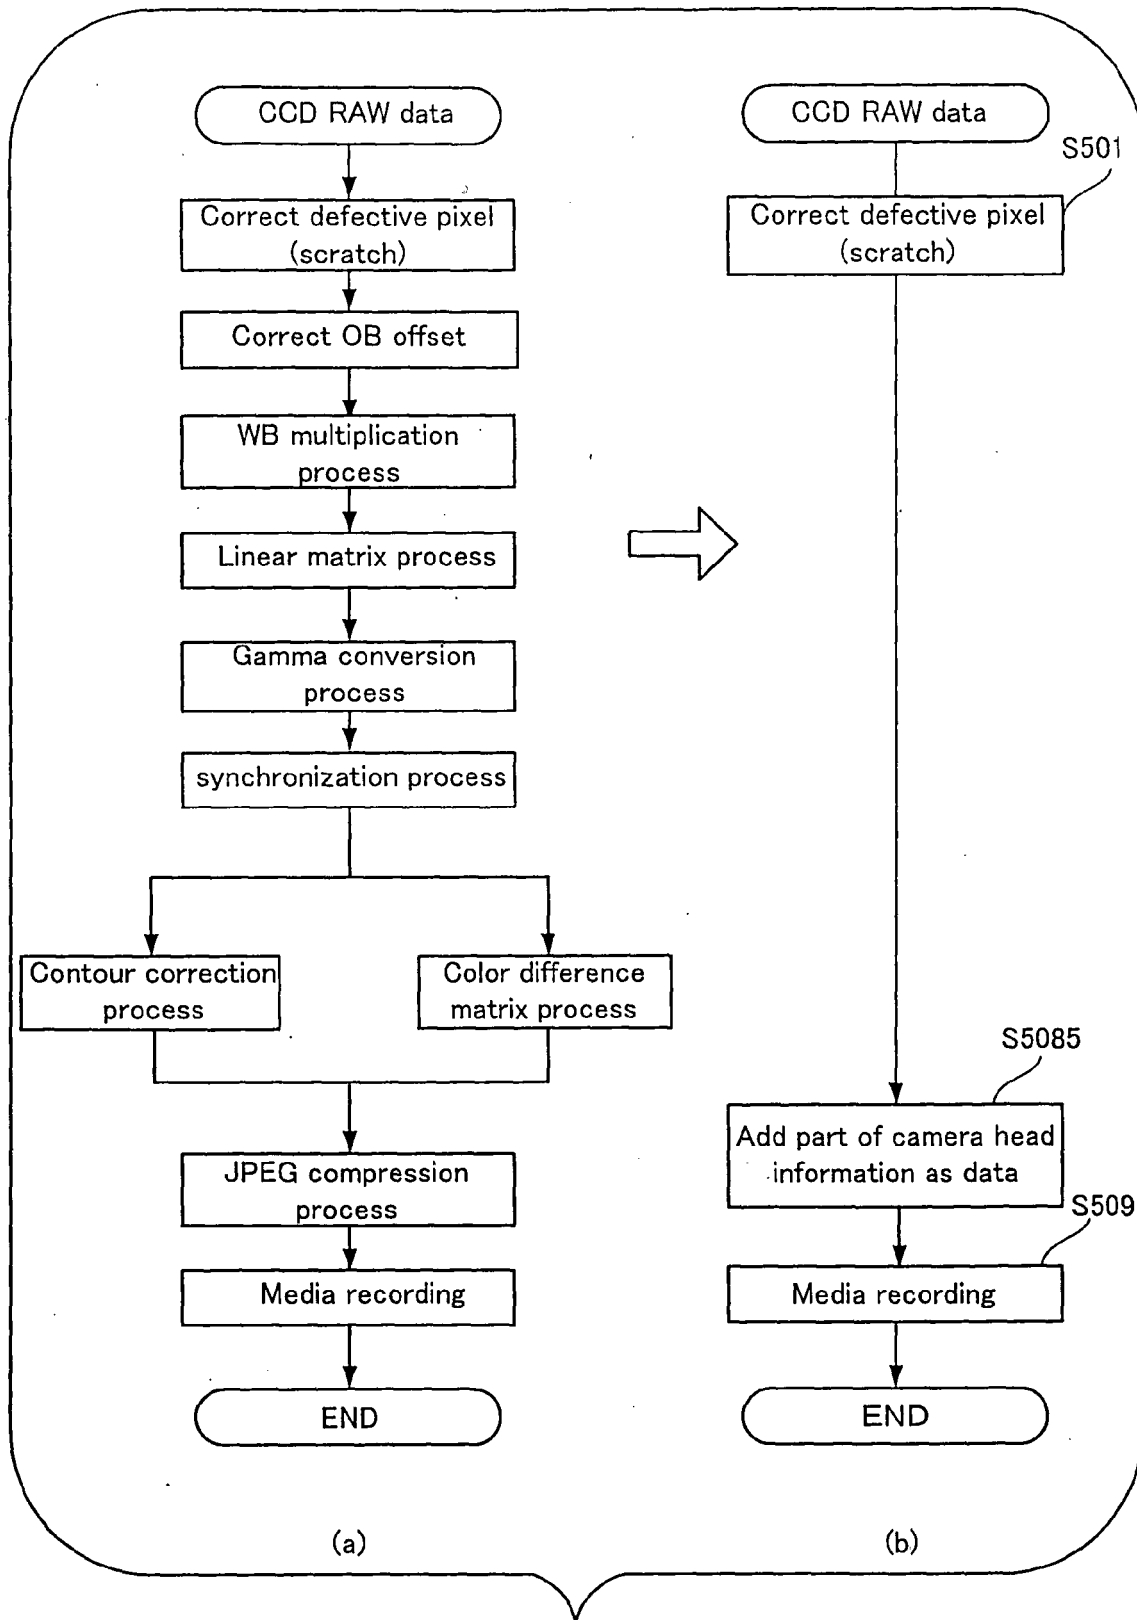 CCD RAW data
Correct defective pixel
(scratch)
Correct OB offset
WB multiplication
process
Linear matrix process
Gamma conversion
process
synchronization process
Contour correction
process
Color difference
matrix process
JPEG compression
process
Media recording
END
(a)
CCD RAW data
S501
Correct defective pixel
(scratch)
S5085
Add part of camera head
information as data
S509
Media recording
END
(b)